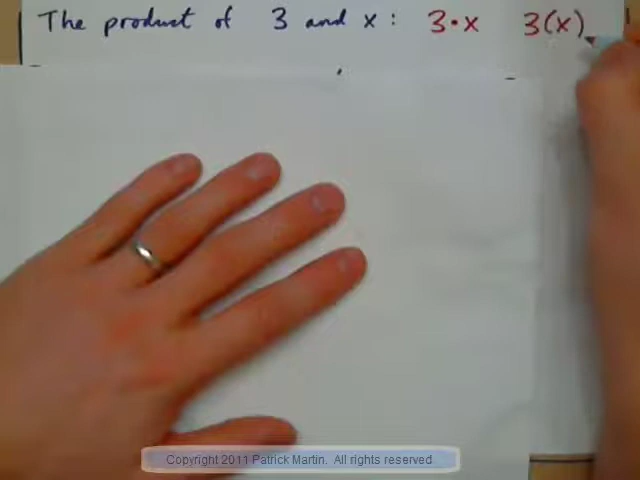 The product of 3 and x : 3 · x 3(x)
Copyright 2011 Patrick Martin. All rights reserved.